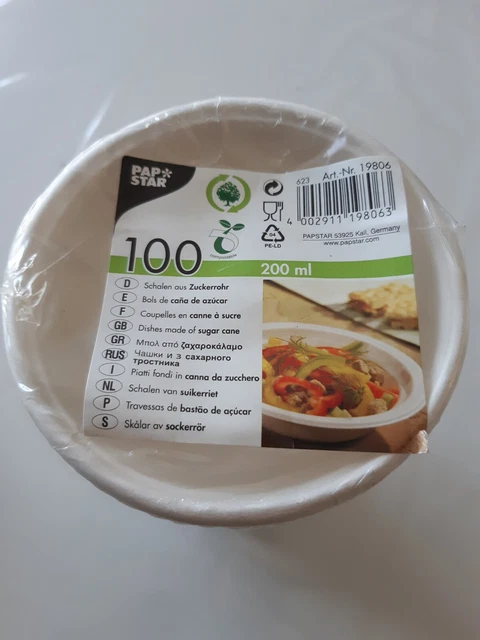 PAP*
STAR
623 Art.-Nr. 19806
4 002911 198063
PAPSTAR 53925 Kall, Germany
www.papstar.com
04
PE-LD
100
200 ml
D Schalen aus Zuckerrohr
E Bols de caña de azúcar
F Coupelles en canne à sucre
GB Dishes made of sugar cane
GR Μπολ από ζαχαροκάλαμο
RUS Чашки и з сахарного
тростника
I Piatti fondi in canna da zucchero
NL Schalen van suikerriet
P Travessas de bastão de açúcar
S Skålar av sockerrör